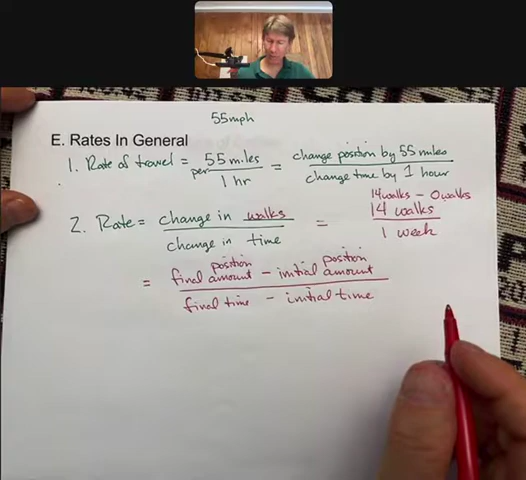 55mph
E. Rates In General
1. Rate of travel = 55 miles / per 1 hr = change position by 55 miles / change time by 1 hour
14 walks - 0 walks
2. Rate = change in walks / change in time = 14 walks / 1 week
position position
= final amount - initial amount / final time - initial time